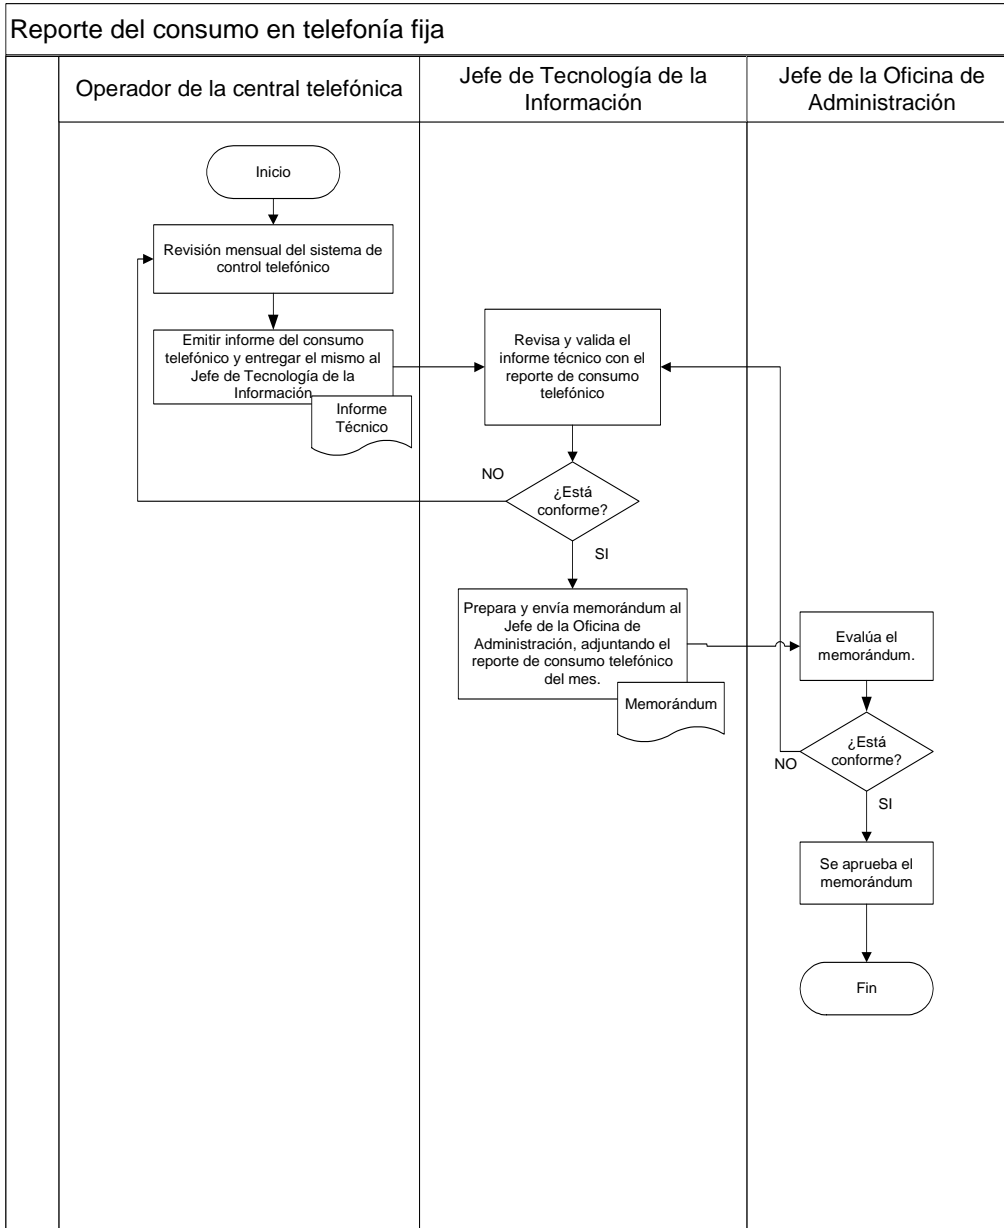 Reporte del consumo en telefonía fija
Operador de la central telefónica
Jefe de Tecnología de la
Información
Jefe de la Oficina de
Administración
Inicio
Revisión mensual del sistema de
control telefónico
Emitir informe del consumo
telefónico y entregar el mismo al
Jefe de Tecnología de la
Información
Informe
Técnico
Revisa y valida el
informe técnico con el
reporte de consumo
telefónico
NO
¿Está
conforme?
SI
Prepara y envía memorándum al
Jefe de la Oficina de
Administración, adjuntando el
reporte de consumo telefónico
del mes.
Memorándum
Evalúa el
memorándum.
¿Está
conforme?
NO
SI
Se aprueba el
memorándum
Fin